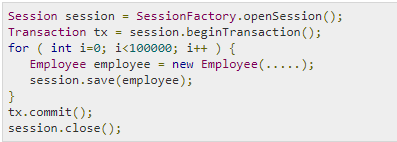 Session session = SessionFactory.openSession();
Transaction tx = session.beginTransaction();
for ( int i=0; i<100000; i++ ) {
    Employee employee = new Employee(.....);
    session.save(employee);
}
tx.commit();
session.close();